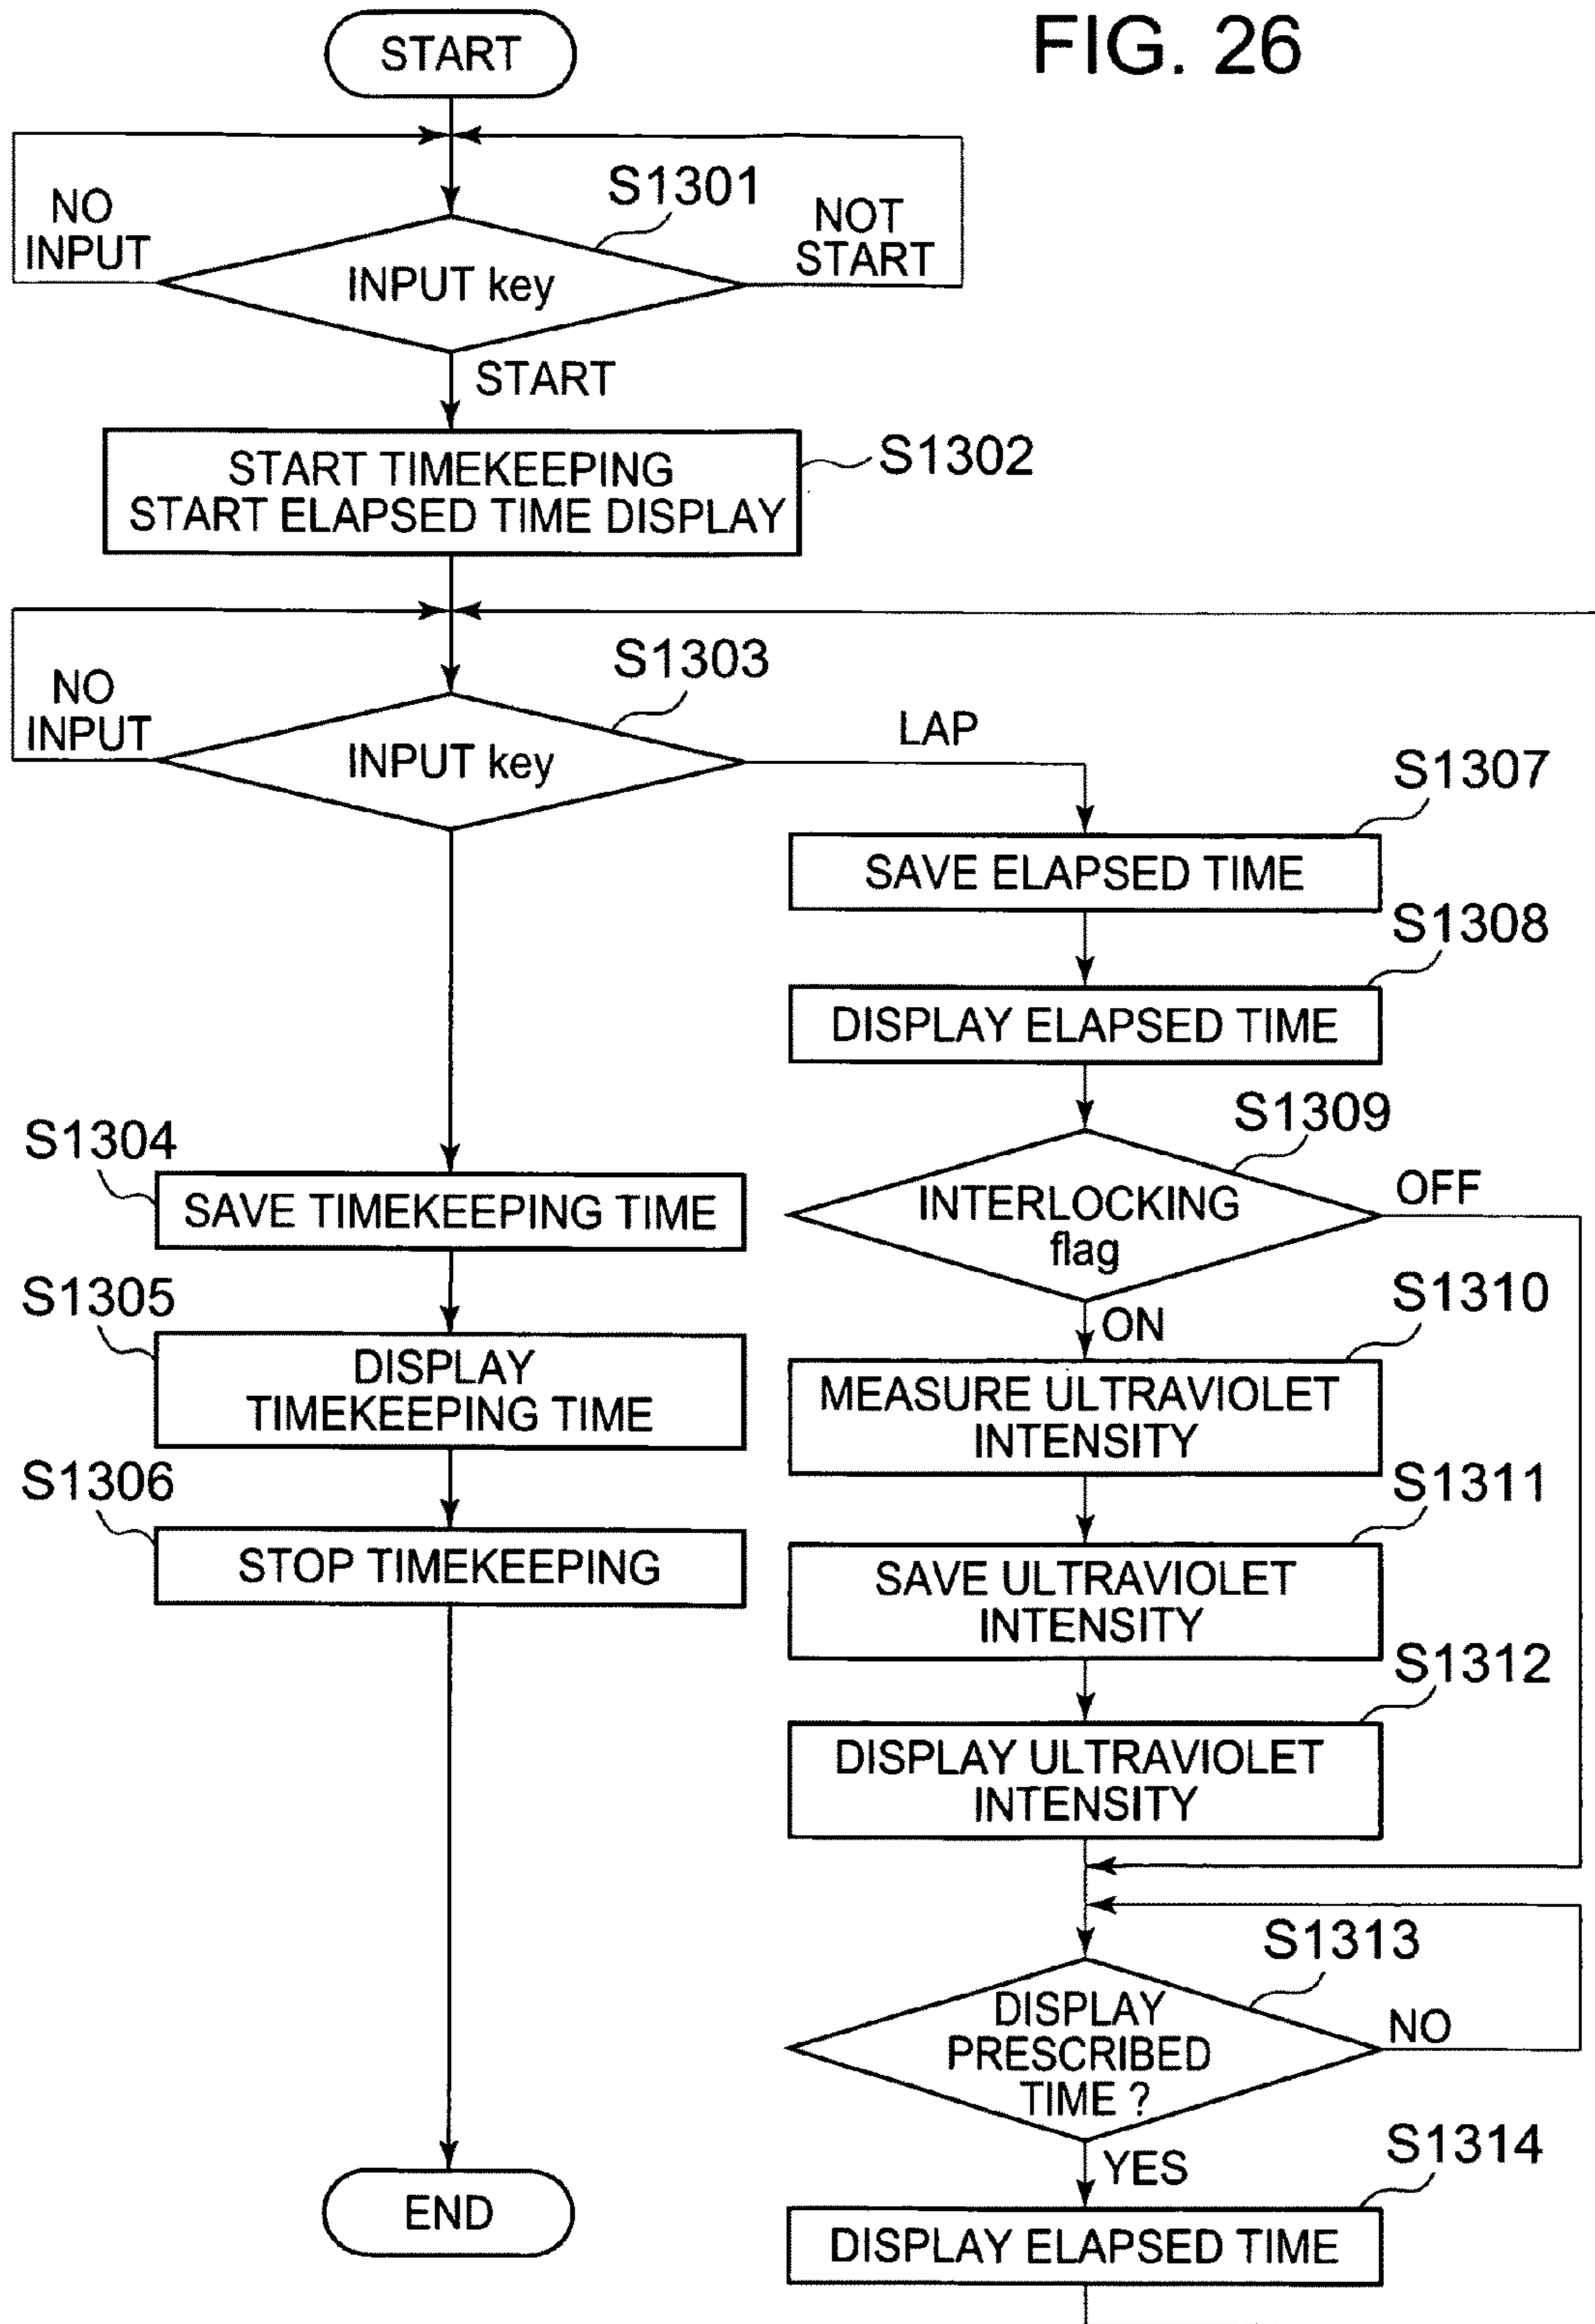 FIG. 26
START
S1301
NO
INPUT
NOT
START
INPUT key
START
S1302
START TIMEKEEPING
START ELAPSED TIME DISPLAY
S1303
NO
INPUT
INPUT key
LAP
S1307
SAVE ELAPSED TIME
S1308
DISPLAY ELAPSED TIME
S1309
INTERLOCKING
flag
OFF
ON
S1304
SAVE TIMEKEEPING TIME
S1305
DISPLAY
TIMEKEEPING TIME
S1306
STOP TIMEKEEPING
END
S1310
MEASURE ULTRAVIOLET
INTENSITY
S1311
SAVE ULTRAVIOLET
INTENSITY
S1312
DISPLAY ULTRAVIOLET
INTENSITY
S1313
DISPLAY
PRESCRIBED
TIME ?
NO
YES
S1314
DISPLAY ELAPSED TIME